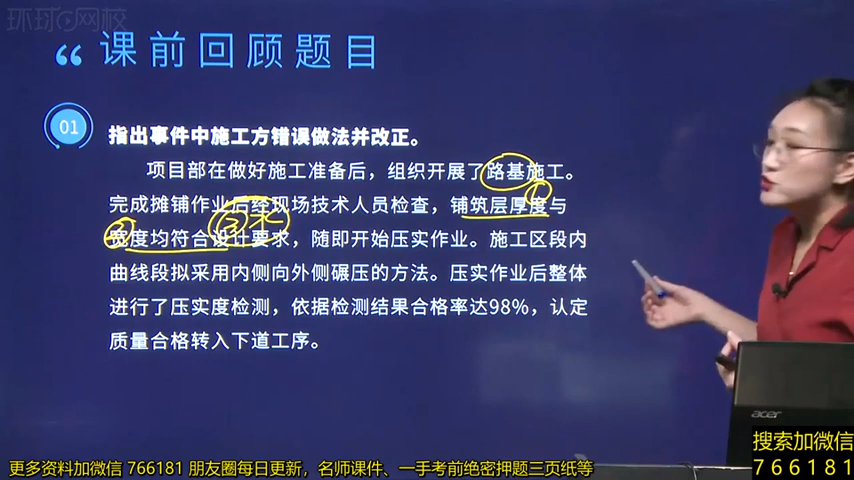 环球网校
“ 课前回顾题目
01 指出事件中施工方错误做法并改正。
项目部在做好施工准备后，组织开展了路基施工。
完成摊铺作业后经现场技术人员检查，铺筑层厚度与
宽度均符合设计要求，随即开始压实作业。施工区段内
曲线段拟采用内侧向外侧碾压的方法。压实作业后整体
进行了压实度检测，依据检测结果合格率达98%，认定
质量合格转入下道工序。
①
②
③水
acer
搜索加微信
766181
更多资料加微信 766181 朋友圈每日更新，名师课件、一手考前绝密押题三页纸等